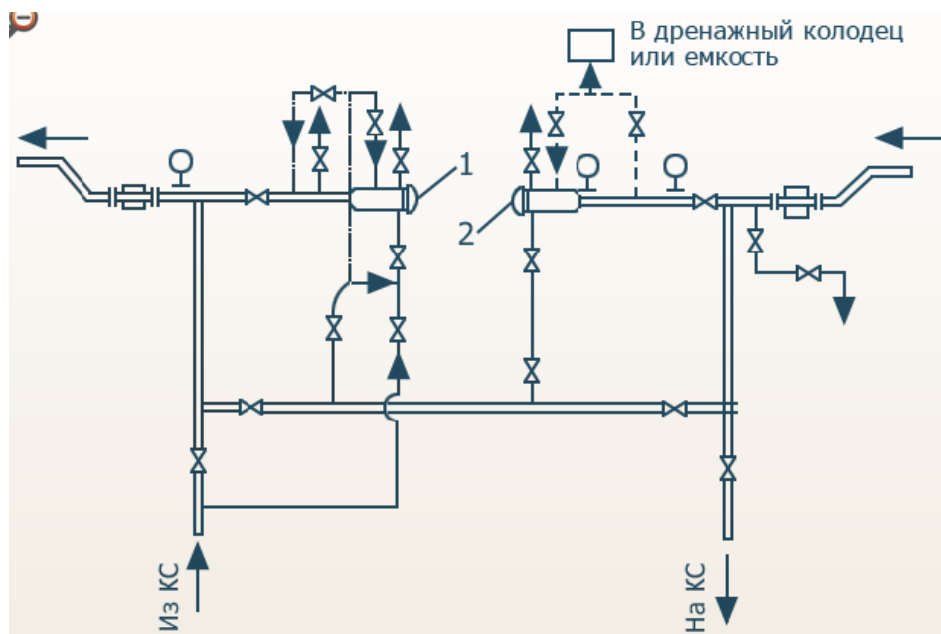 В дренажный колодец
или емкость
1
2
Из КС
На КС